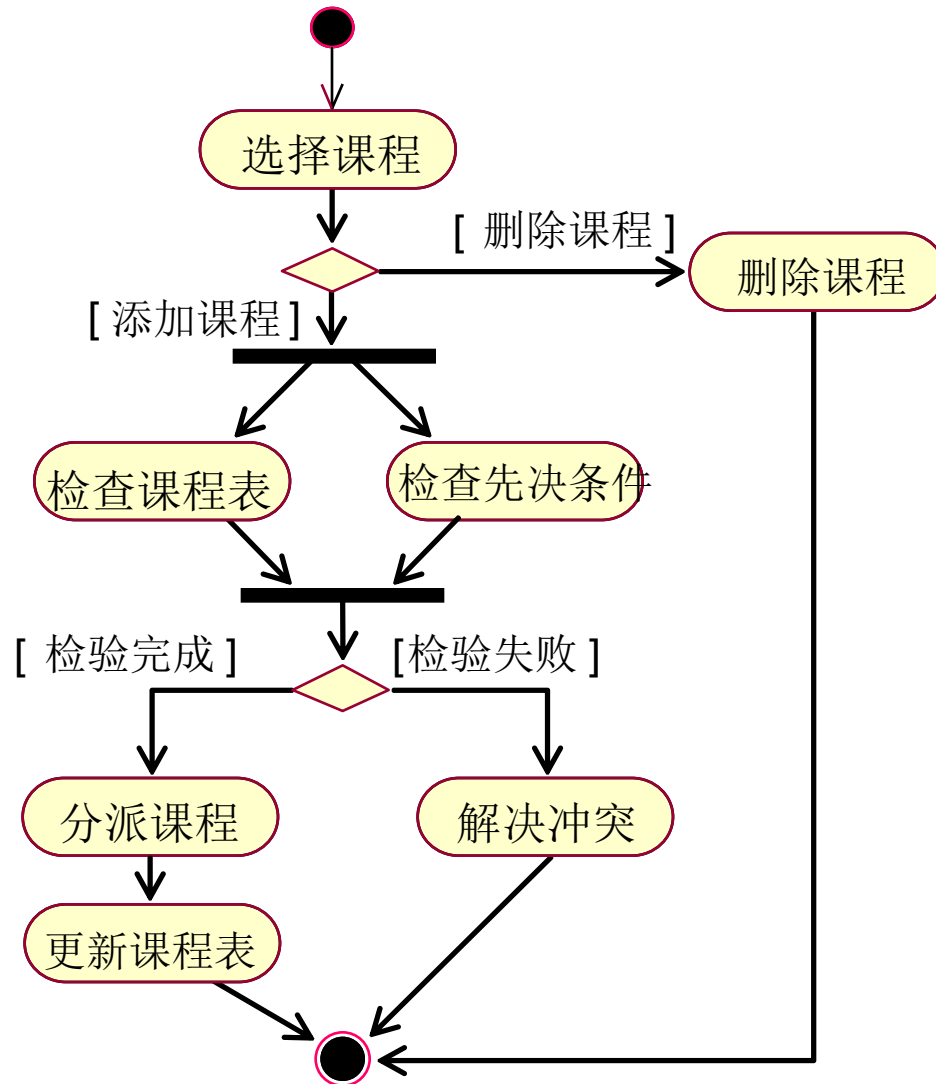 选择课程
[ 删除课程 ]
删除课程
[ 添加课程 ]
检查课程表
检查先决条件
[ 检验完成 ]
[检验失败 ]
分派课程
解决冲突
更新课程表